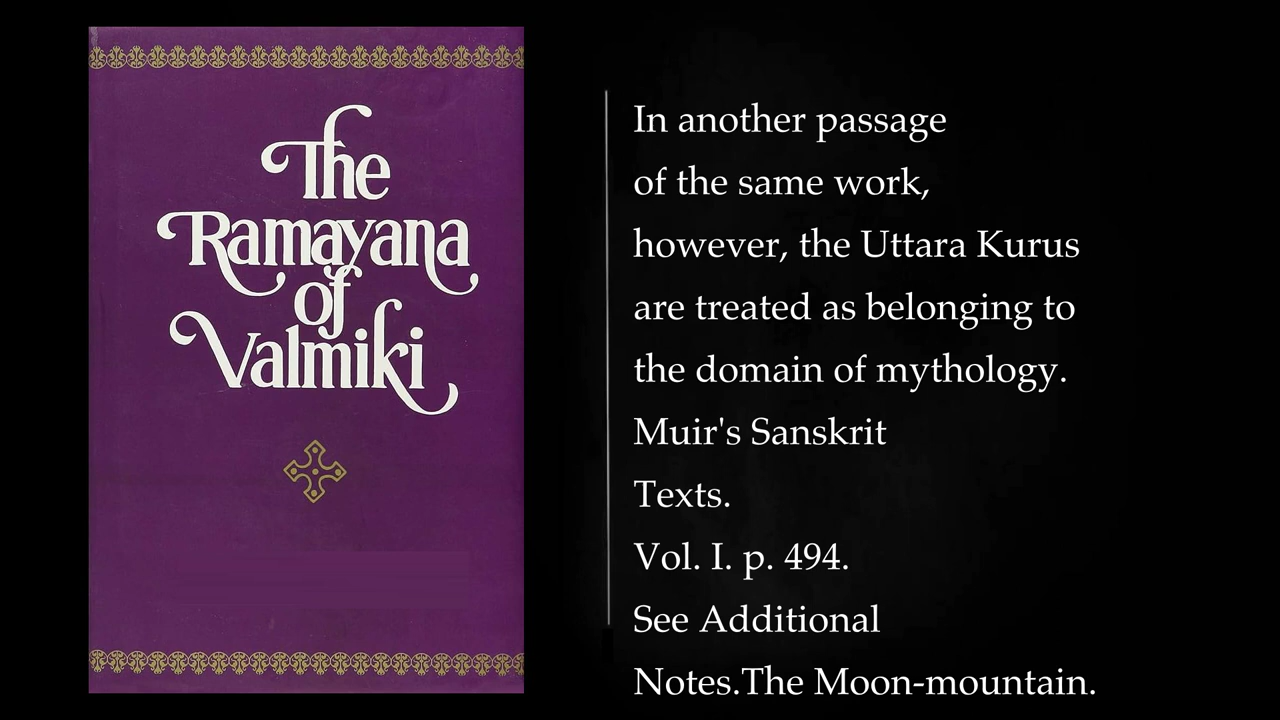 The
Ramayana
of
Valmiki
In another passage
of the same work,
however, the Uttara Kurus
are treated as belonging to
the domain of mythology.
Muir's Sanskrit
Texts.
Vol. I. p. 494.
See Additional
Notes.The Moon-mountain.